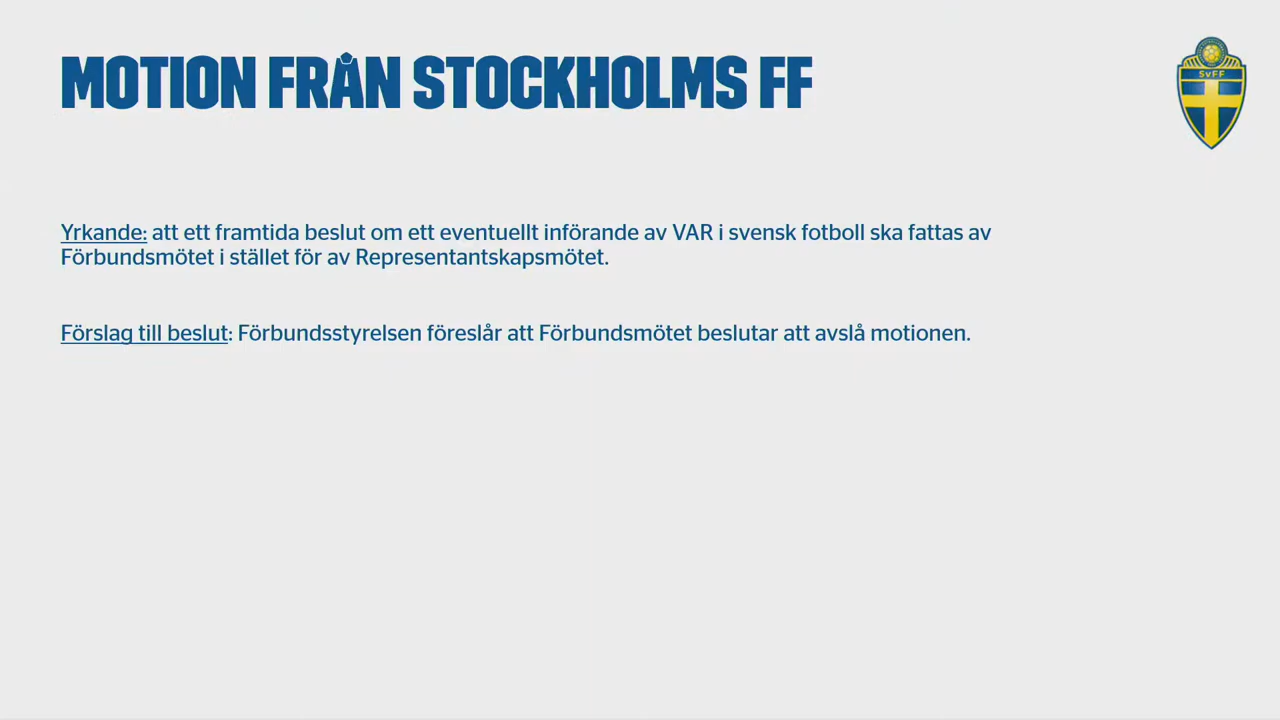 MOTION FRÅN STOCKHOLMS FF
SvFF
Yrkande: att ett framtida beslut om ett eventuellt införande av VAR i svensk fotboll ska fattas av
Förbundsmötet i stället för av Representantskapsmötet.
Förslag till beslut: Förbundsstyrelsen föreslår att Förbundsmötet beslutar att avslå motionen.